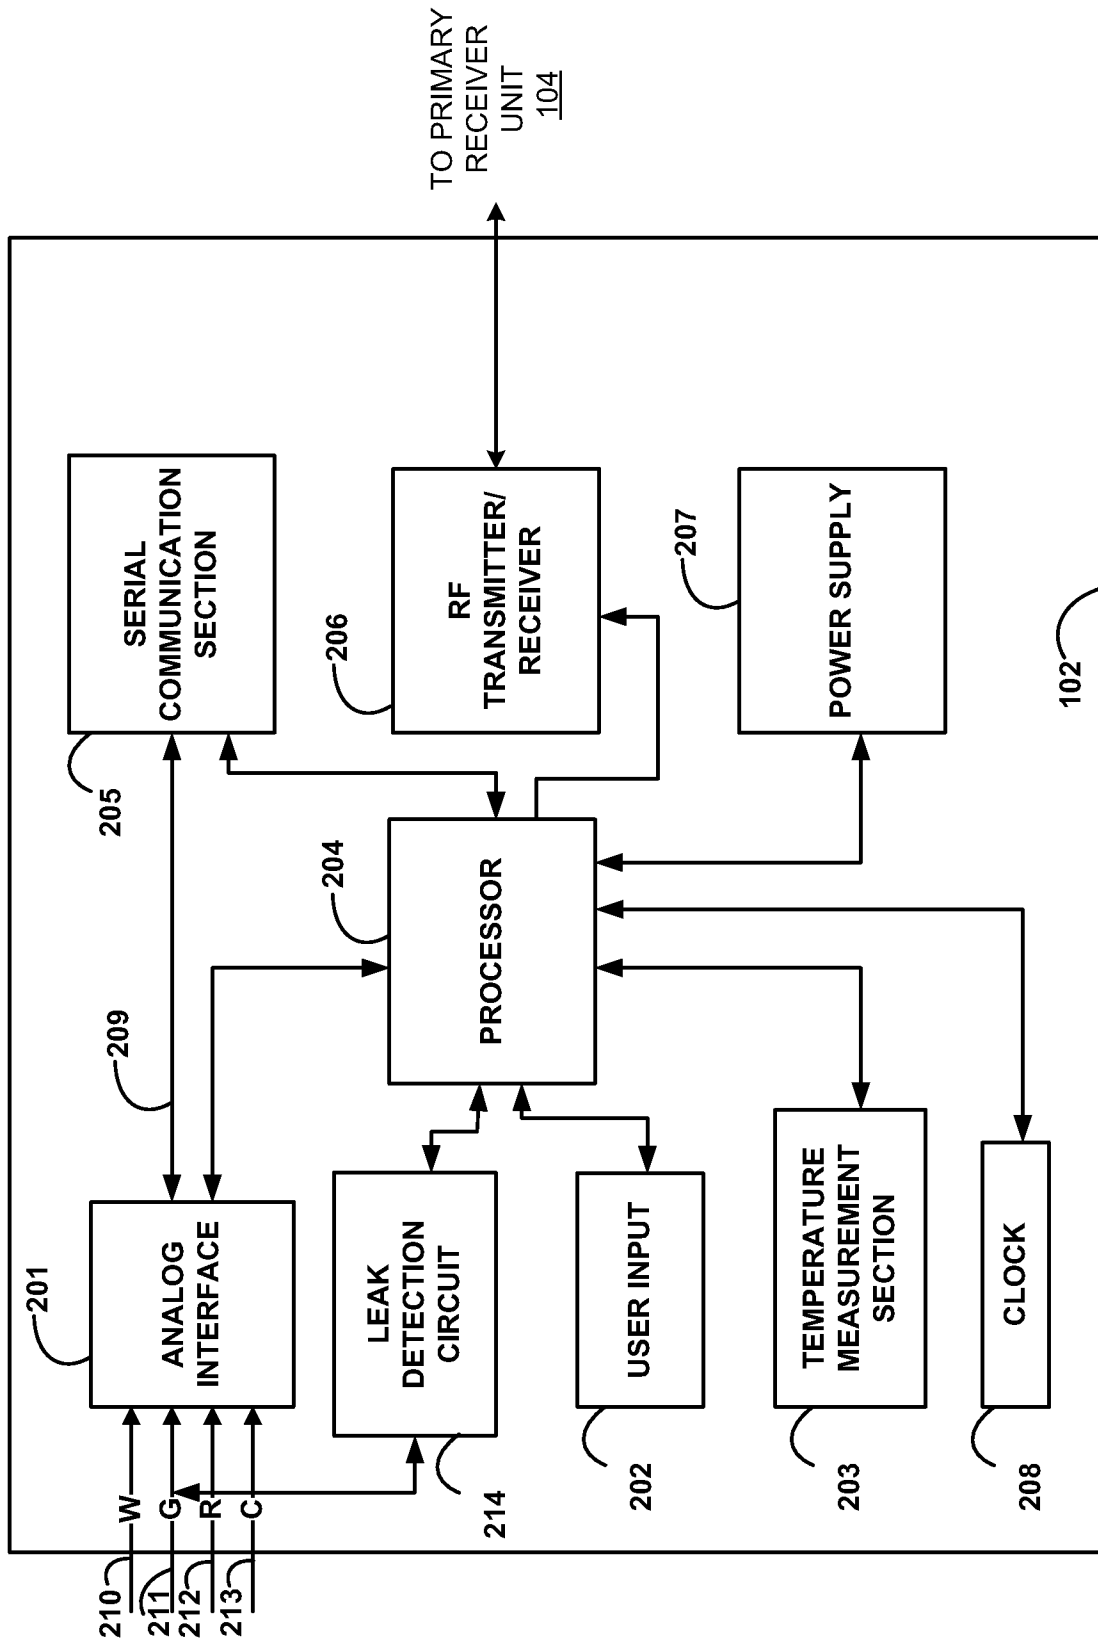 210
W
211
G
212
R
213
C
201
ANALOG
INTERFACE
209
205
SERIAL
COMMUNICATION
SECTION
214
LEAK
DETECTION
CIRCUIT
204
PROCESSOR
206
RF
TRANSMITTER/
RECEIVER
TO PRIMARY
RECEIVER
UNIT
104
202
USER INPUT
207
POWER SUPPLY
203
TEMPERATURE
MEASUREMENT
SECTION
208
CLOCK
102